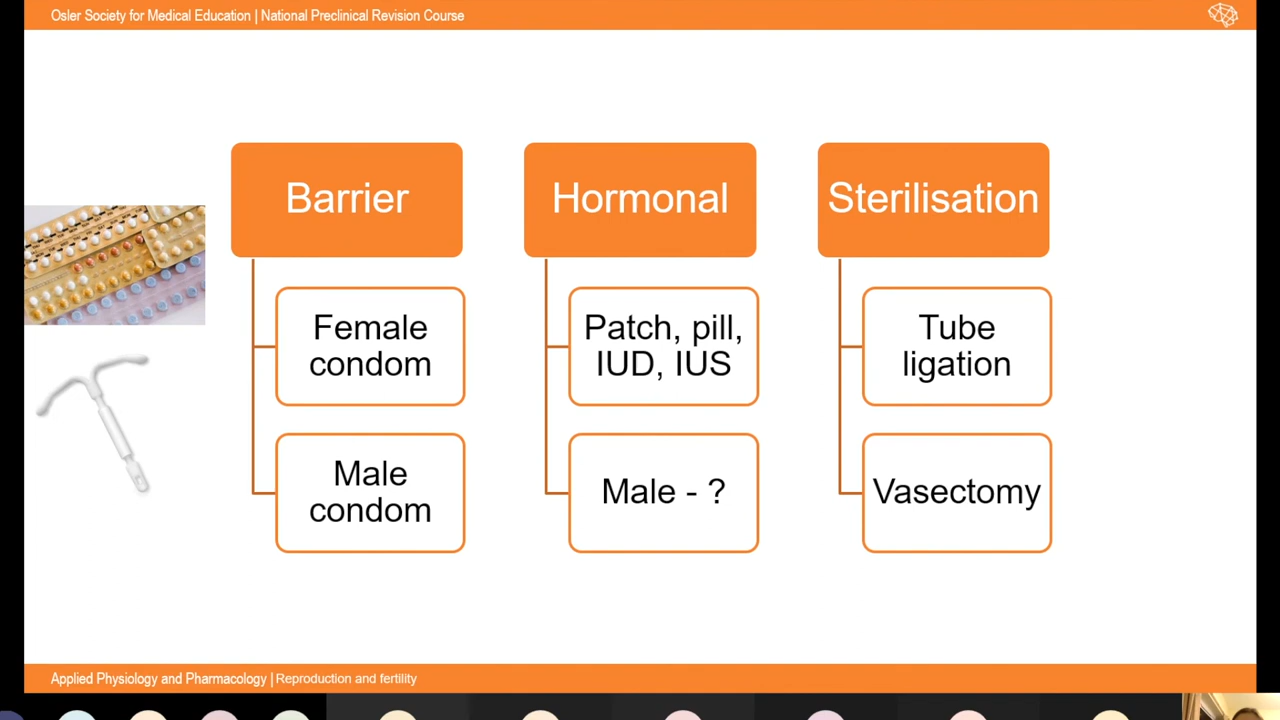 Osler Society for Medical Education | National Preclinical Revision Course
Barrier
Female
condom
Male
condom
Hormonal
Patch, pill,
IUD, IUS
Male - ?
Sterilisation
Tube
ligation
Vasectomy
Applied Physiology and Pharmacology | Reproduction and fertility